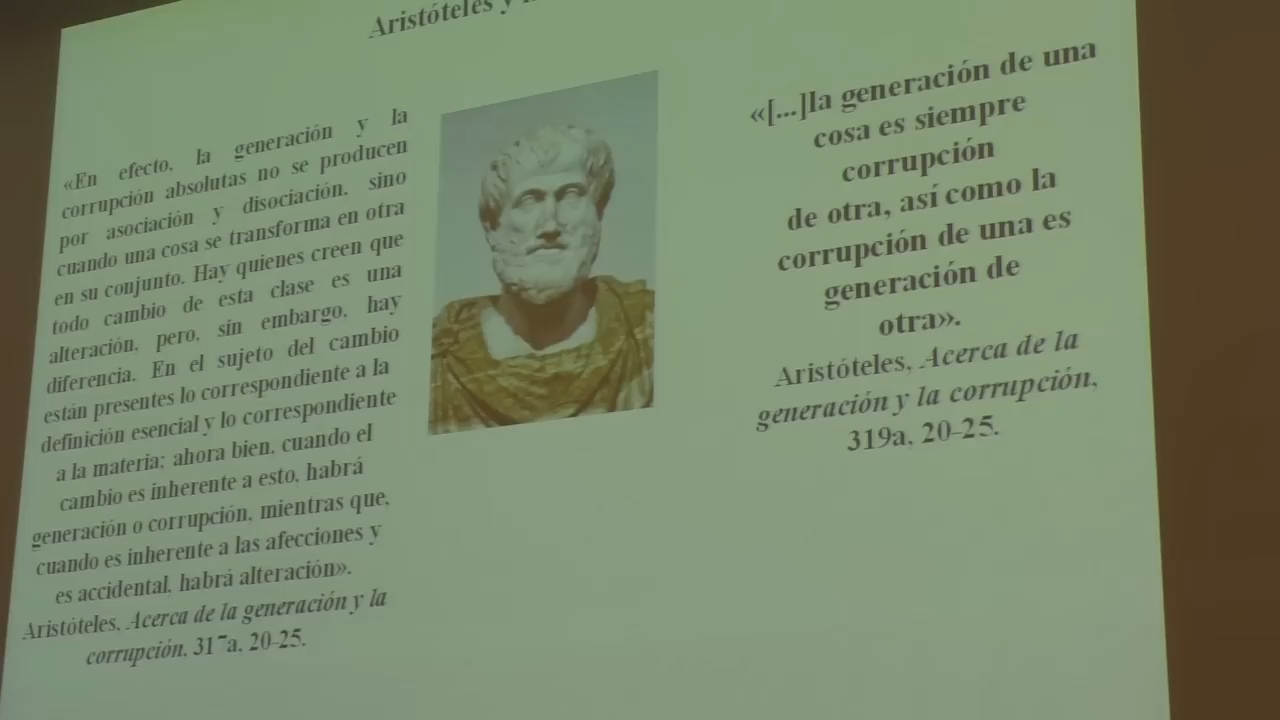 Aristóteles y
«En efecto, la generación y la
corrupción absolutas no se producen
por asociación y disociación, sino
cuando una cosa se transforma en otra
en su conjunto. Hay quienes creen que
todo cambio de esta clase es una
alteración, pero, sin embargo, hay
diferencia. En el sujeto del cambio
están presentes lo correspondiente a la
definición esencial y lo correspondiente
a la materia; ahora bien, cuando el
cambio es inherente a esto, habrá
generación o corrupción, mientras que,
cuando es inherente a las afecciones y
es accidental, habrá alteración».
Aristóteles, Acerca de la generación y la
corrupción, 317a, 20-25.
«[...]la generación de una
cosa es siempre
corrupción
de otra, así como la
corrupción de una es
generación de
otra».
Aristóteles, Acerca de la
generación y la corrupción,
319a, 20-25.